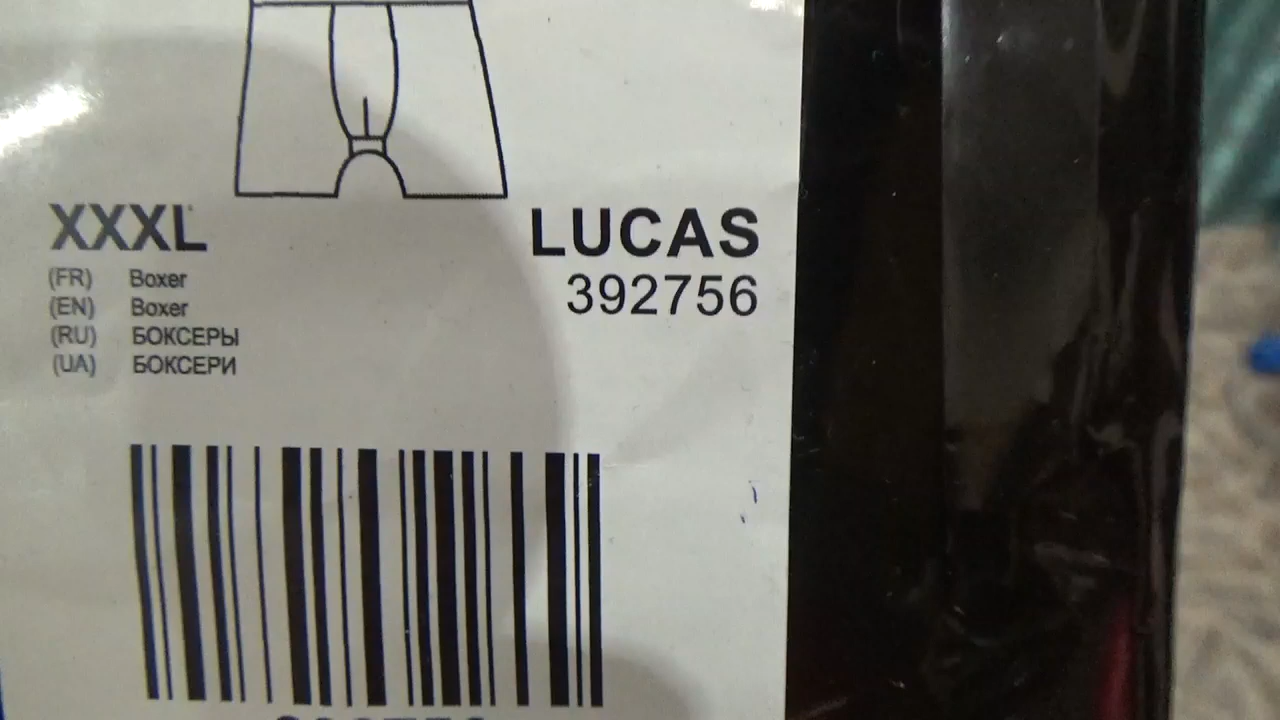 XXXL
LUCAS
392756
(FR) Boxer
(EN) Boxer
(RU) БОКСЕРЫ
(UA) БОКСЕРИ